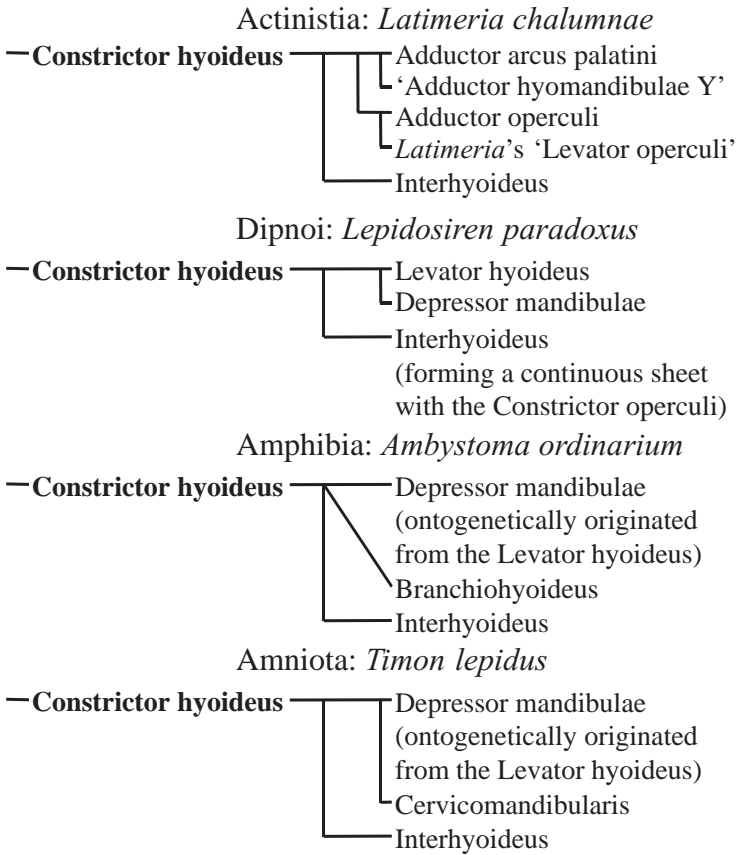 Actinistia: Latimeria chalumnae
Constrictor hyoideus
Adductor arcus palatini
‘Adductor hyomandibulae Y’
Adductor operculi
Latimeria’s ‘Levator operculi’
Interhyoideus
Dipnoi: Lepidosiren paradoxus
Constrictor hyoideus
Levator hyoideus
Depressor mandibulae
Interhyoideus
(forming a continuous sheet
with the Constrictor operculi)
Amphibia: Ambystoma ordinarium
Constrictor hyoideus
Depressor mandibulae
(ontogenetically originated
from the Levator hyoideus)
Branchiohyoideus
Interhyoideus
Amniota: Timon lepidus
Constrictor hyoideus
Depressor mandibulae
(ontogenetically originated
from the Levator hyoideus)
Cervicomandibularis
Interhyoideus